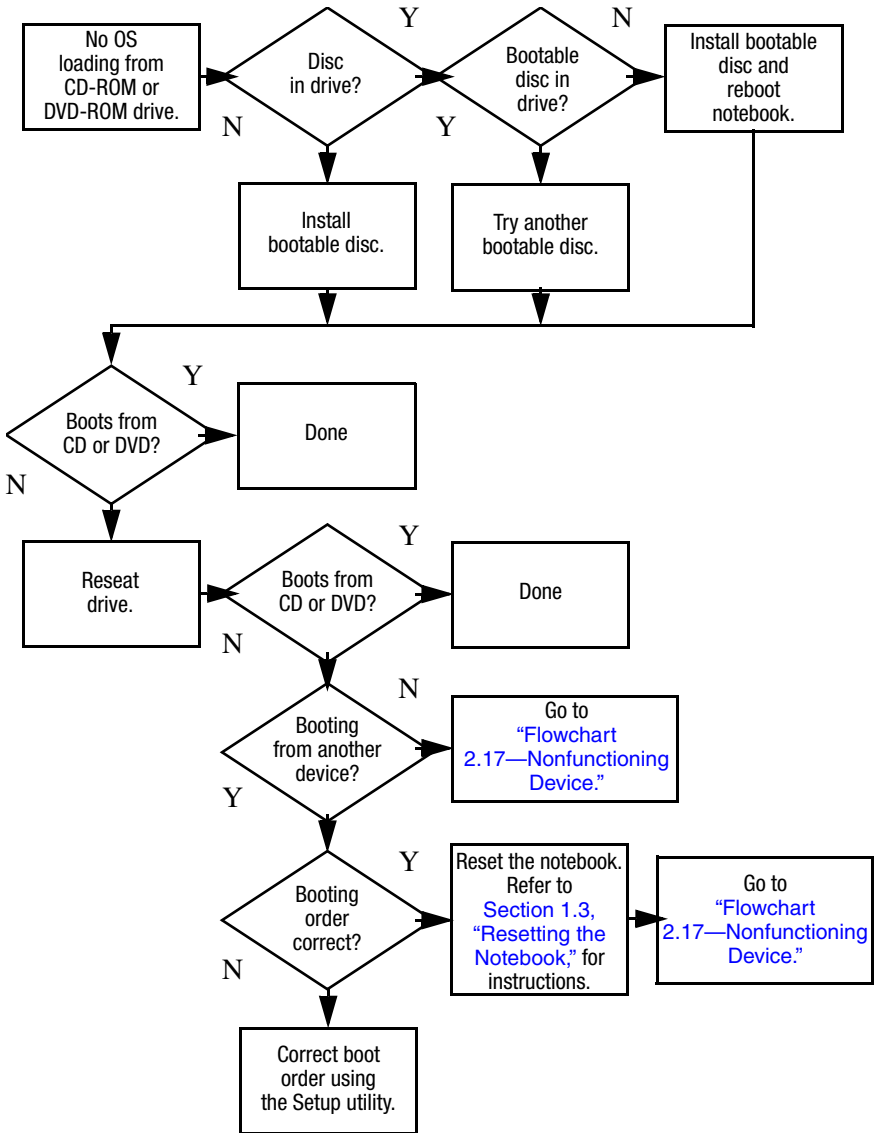 No OS
loading from
CD-ROM or
DVD-ROM drive.
Disc
in drive?
Y
N
Bootable
disc in
drive?
N
Y
Install bootable
disc and
reboot
notebook.
Install
bootable disc.
Try another
bootable disc.
Boots from
CD or DVD?
Y
N
Done
Reseat
drive.
Boots from
CD or DVD?
Y
N
Done
Booting
from another
device?
N
Y
Go to
“Flowchart
2.17—Nonfunctioning
Device.”
Booting
order
correct?
Y
N
Reset the notebook.
Refer to
Section 1.3,
“Resetting the
Notebook,” for
instructions.
Go to
“Flowchart
2.17—Nonfunctioning
Device.”
Correct boot
order using
the Setup utility.